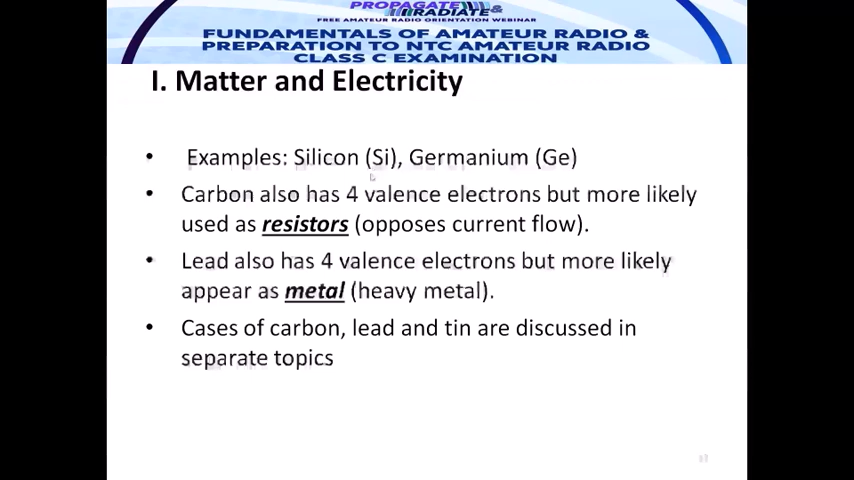 PROPAGATE &
RADIATE
FREE AMATEUR RADIO ORIENTATION WEBINAR
FUNDAMENTALS OF AMATEUR RADIO &
PREPARATION TO NTC AMATEUR RADIO
CLASS C EXAMINATION
I. Matter and Electricity
• Examples: Silicon (Si), Germanium (Ge)
• Carbon also has 4 valence electrons but more likely
used as resistors (opposes current flow).
• Lead also has 4 valence electrons but more likely
appear as metal (heavy metal).
• Cases of carbon, lead and tin are discussed in
separate topics